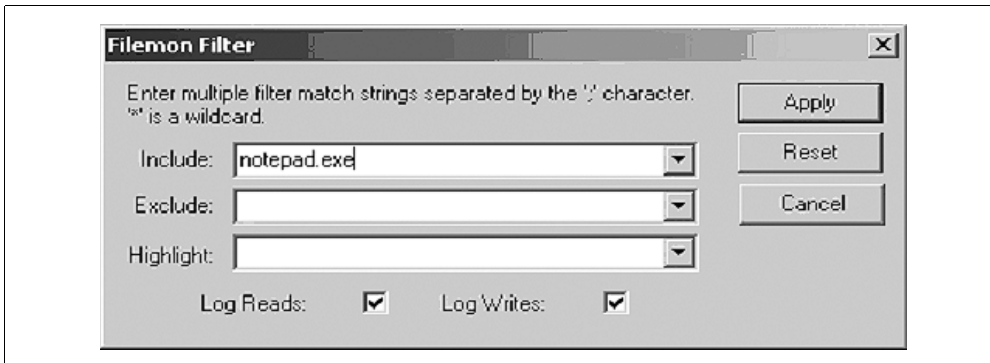 Filemon Filter
Enter multiple filter match strings separated by the ';' character.
'*' is a wildcard.
Apply
Include: notepad.exe
Reset
Exclude:
Cancel
Highlight:
Log Reads: Log Writes: